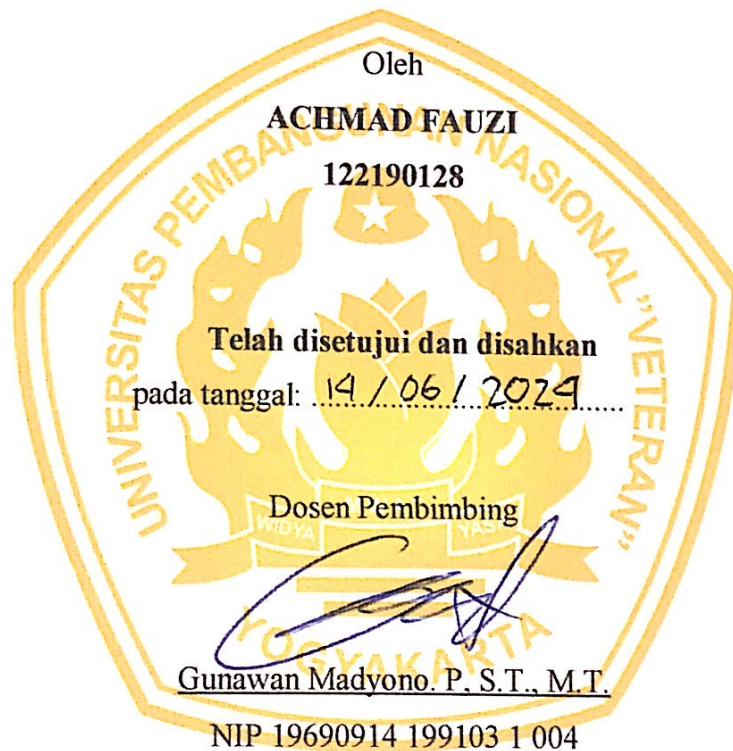 Oleh
ACHMAD FAUZI
122190128
UNIVERSITAS PEMBANGUNAN NASIONAL "VETERAN"
Telah disetujui dan disahkan
pada tanggal: 14 / 06 / 2024
Dosen Pembimbing
WIDYA
YOGYAKARTA
Gunawan Madyono. P, S.T., M.T.
NIP 19690914 199103 1 004